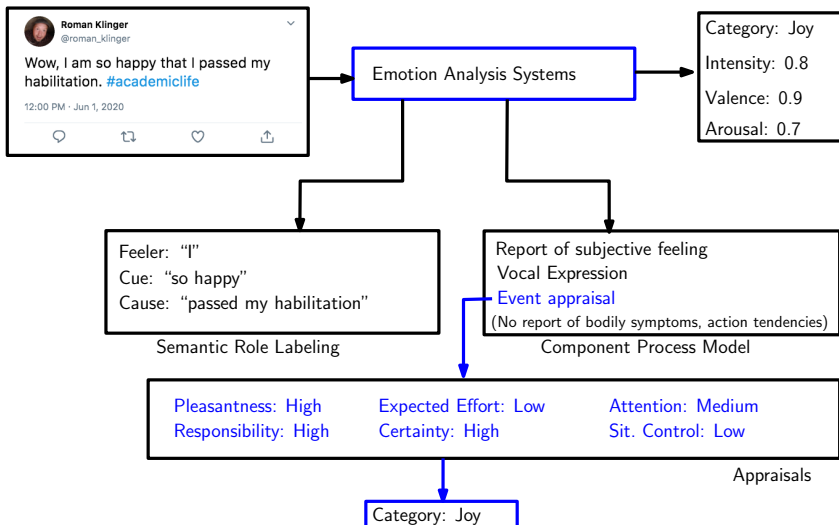 Roman Klinger
@roman_klinger
Wow, I am so happy that I passed my
habilitation. #academiclife
12:00 PM · Jun 1, 2020
Emotion Analysis Systems
Category: Joy
Intensity: 0.8
Valence: 0.9
Arousal: 0.7
Feeler: “I”
Cue: “so happy”
Cause: “passed my habilitation”
Semantic Role Labeling
Report of subjective feeling
Vocal Expression
Event appraisal
(No report of bodily symptoms, action tendencies)
Component Process Model
Pleasantness: High Expected Effort: Low Attention: Medium
Responsibility: High Certainty: High Sit. Control: Low
Appraisals
Category: Joy